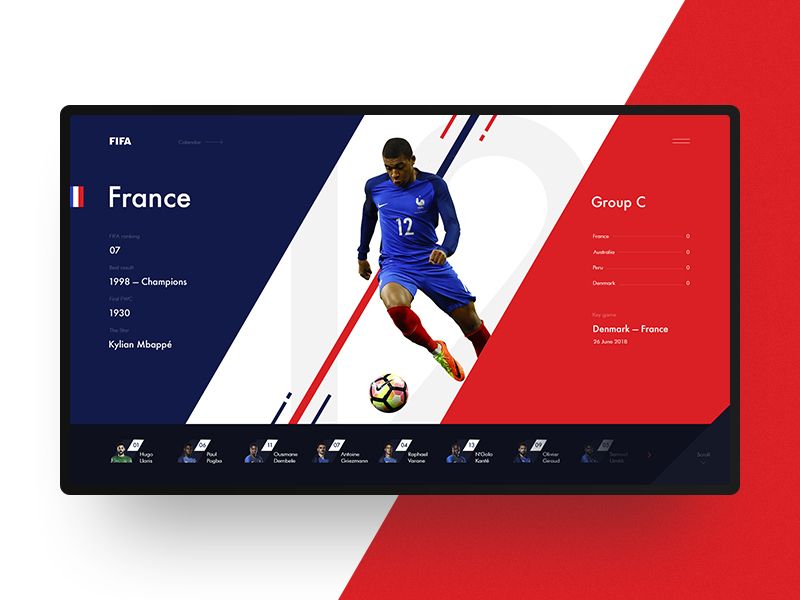 FIFA
Calendar
France
FIFA ranking
07
Best result
1998 — Champions
First FWC
1930
The Star
Kylian Mbappé
12
Group C
France 0
Australia 0
Peru 0
Denmark 0
Key game
Denmark — France
26 June 2018
01
Hugo
Lloris
06
Paul
Pogba
11
Ousmane
Dembele
07
Antoine
Griezmann
04
Raphael
Varane
13
N'Golo
Kanté
09
Olivier
Giroud
Samuel
Scroll